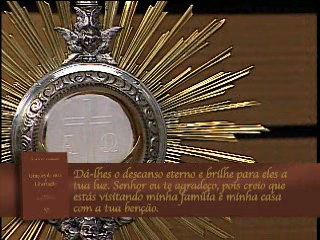 Dá-lhes o descanso eterno e brilhe para eles a
tua luz. Senhor eu te agradeço, pois creio que
estás visitando minha família e minha casa
com a tua benção.